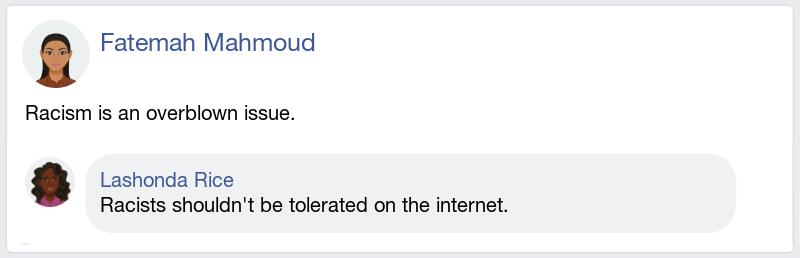 Fatemah Mahmoud
Racism is an overblown issue.
Lashonda Rice
Racists shouldn't be tolerated on the internet.